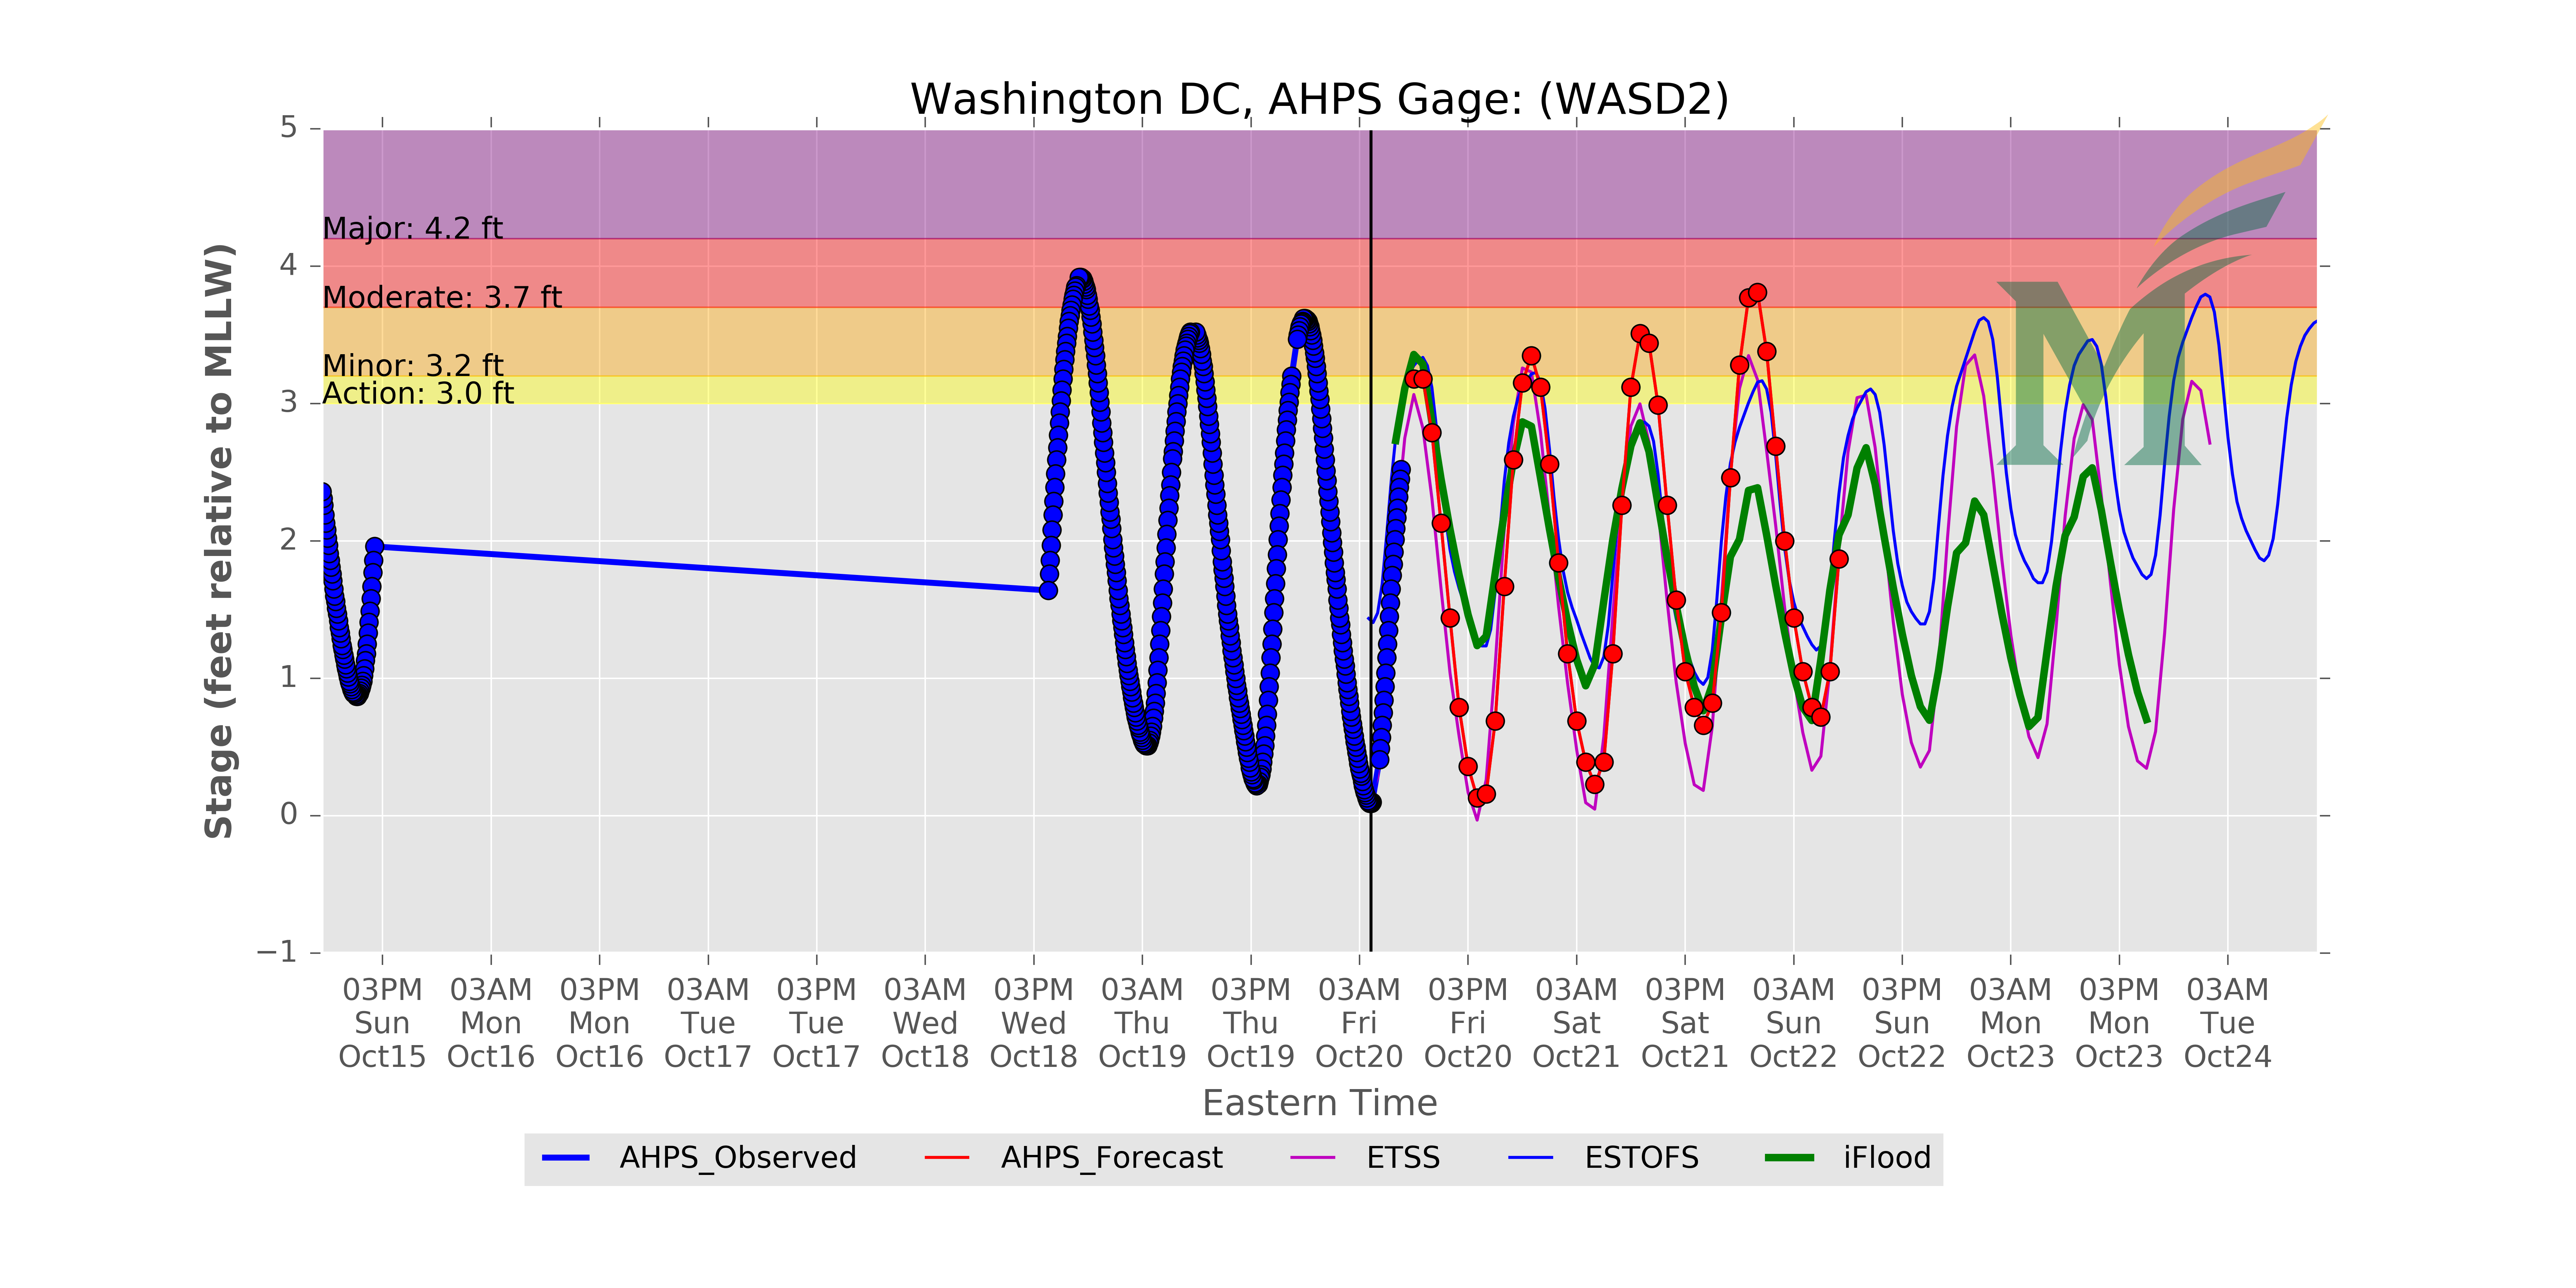 Washington DC, AHPS Gage: (WASD2)
Stage (feet relative to MLLW)
5
4
3
2
1
0
−1
Major: 4.2 ft
Moderate: 3.7 ft
Minor: 3.2 ft
Action: 3.0 ft
M
03PM 03AM 03PM 03AM 03PM 03AM 03PM 03AM 03PM 03AM 03PM 03AM 03PM 03AM 03PM 03AM 03PM 03AM
Sun Mon Mon Tue Tue Wed Wed Thu Thu Fri Fri Sat Sat Sun Sun Mon Mon Tue
Oct15 Oct16 Oct16 Oct17 Oct17 Oct18 Oct18 Oct19 Oct19 Oct20 Oct20 Oct21 Oct21 Oct22 Oct22 Oct23 Oct23 Oct24
Eastern Time
AHPS_Observed AHPS_Forecast ETSS ESTOFS iFlood